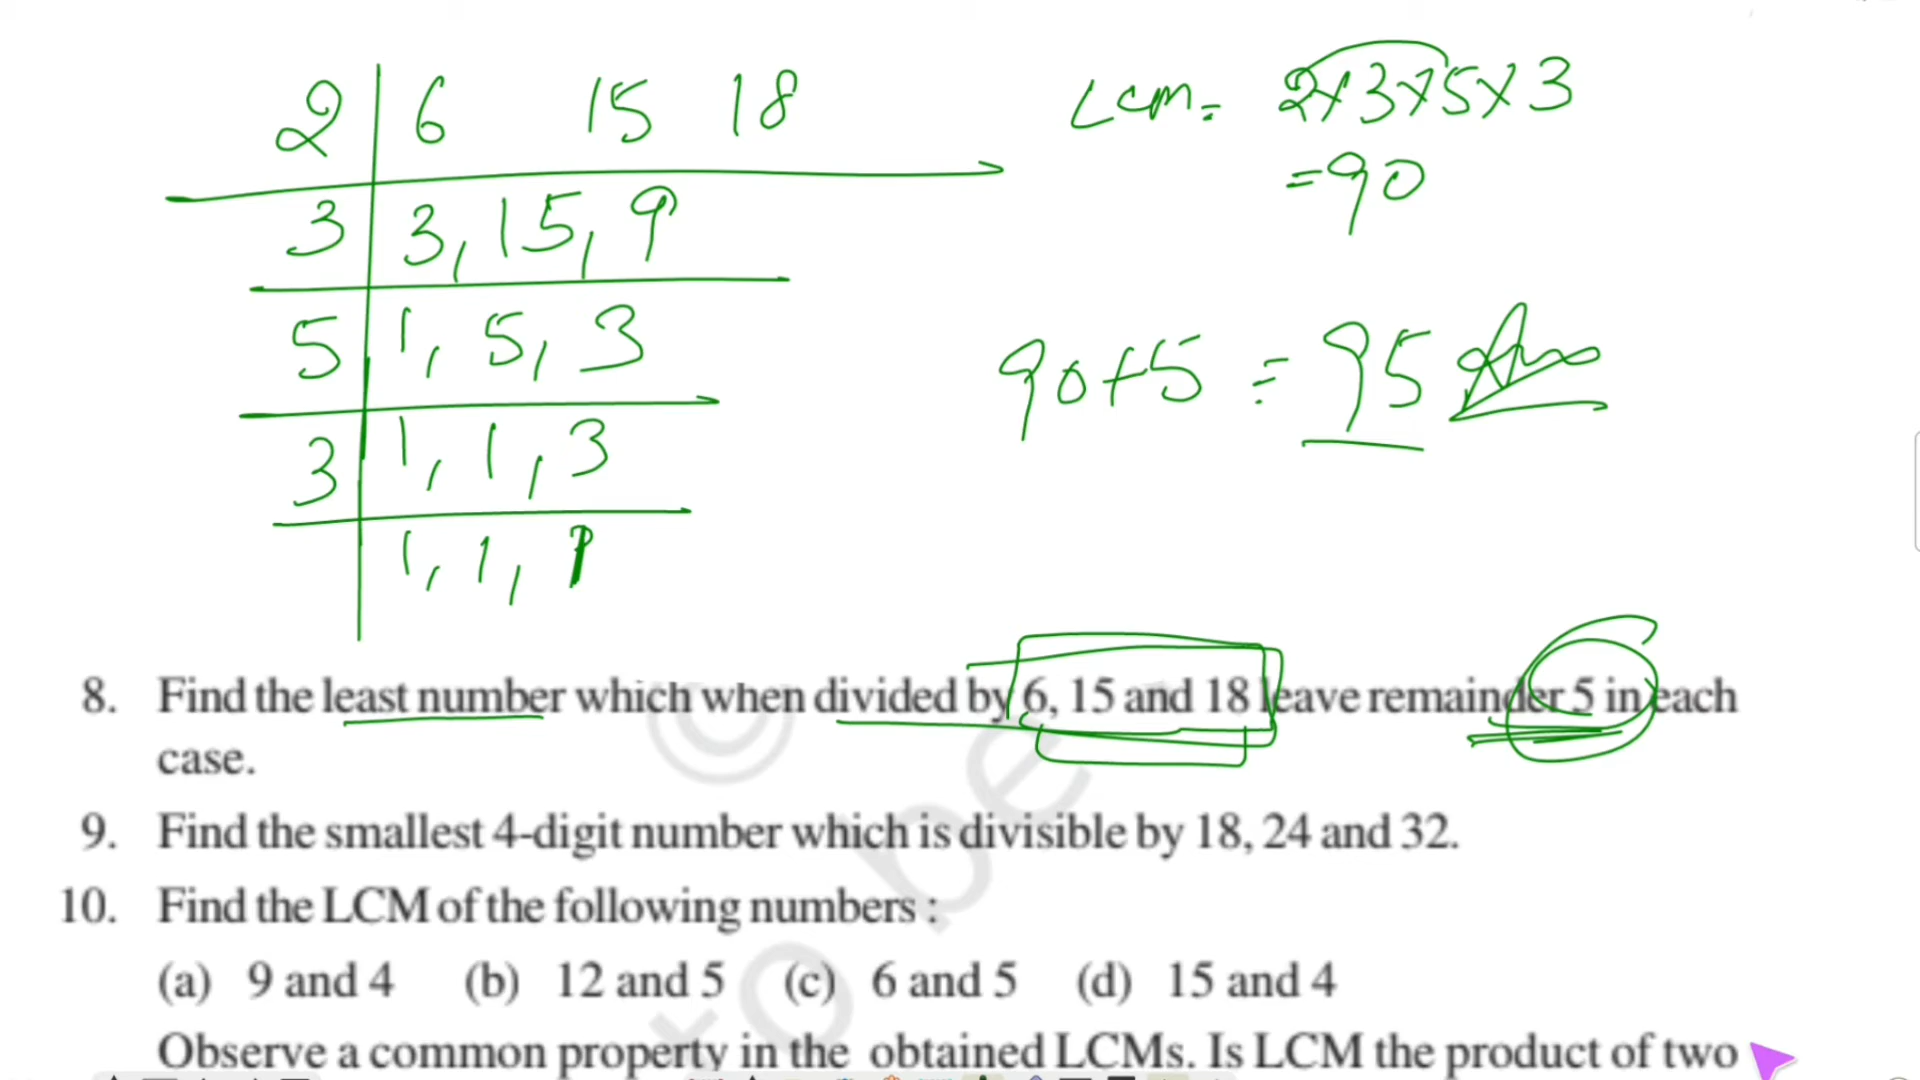 2 6 15 18
LCM = 2×3×5×3
= 90
3 3, 15, 9
5 1, 5, 3
90+5 = 95 Ans
3 1, 1, 3
1, 1, 1
8. Find the least number which when divided by 6, 15 and 18 leave remainder 5 in each
case.
9. Find the smallest 4-digit number which is divisible by 18, 24 and 32.
10. Find the LCM of the following numbers :
(a) 9 and 4 (b) 12 and 5 (c) 6 and 5 (d) 15 and 4
Observe a common property in the obtained LCMs. Is LCM the product of two
© to be